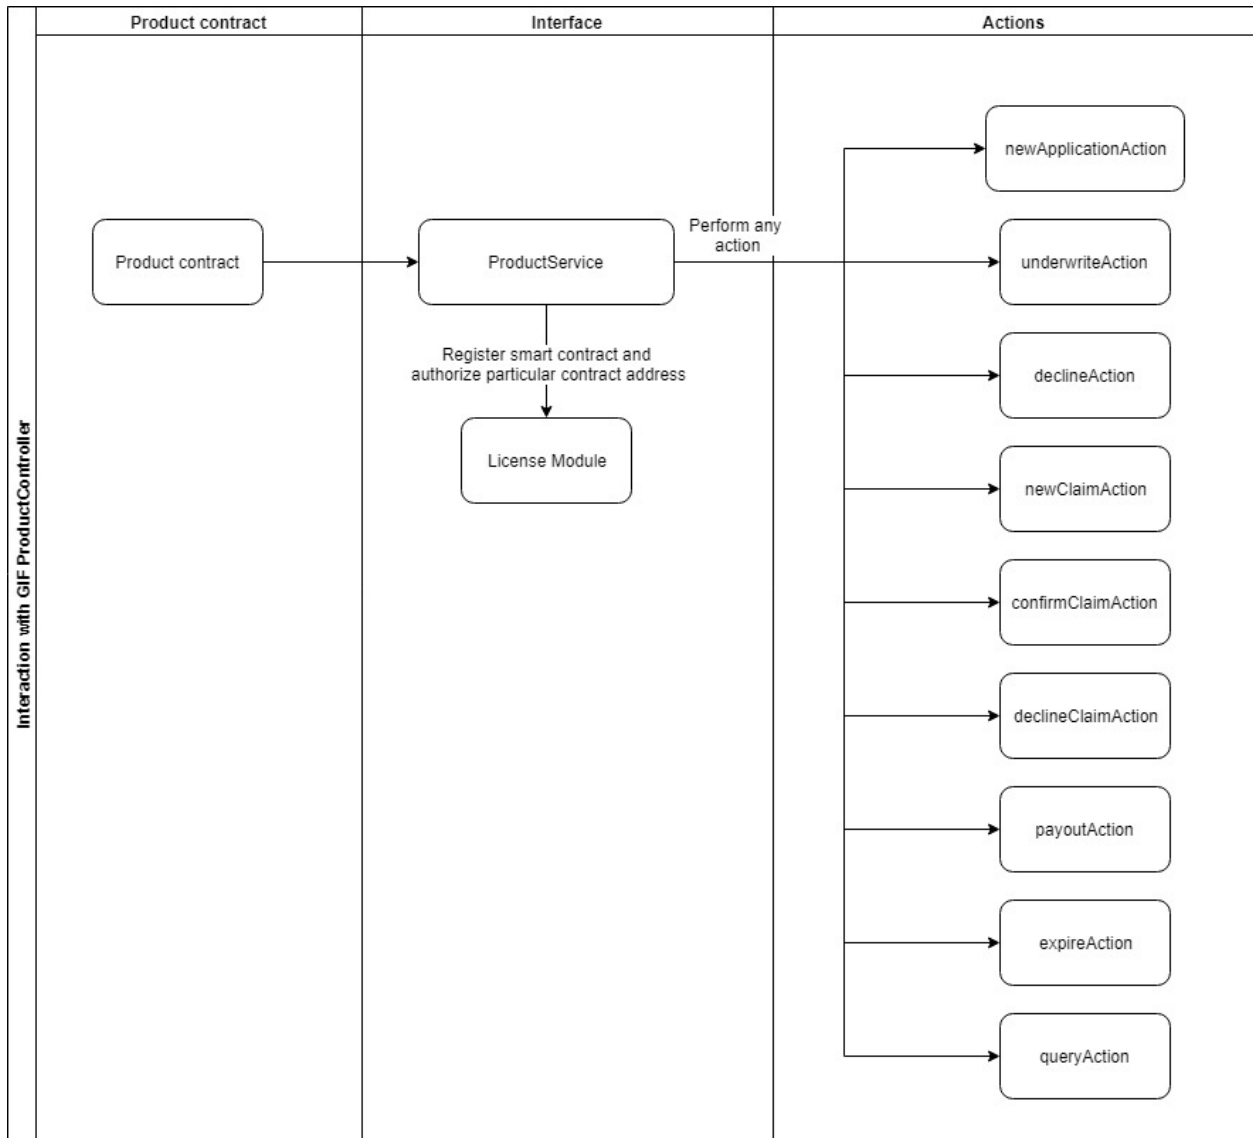 Product contract
Interface
Actions
Interaction with GIF ProductController
Product contract
ProductService
Perform any
action
Register smart contract and
authorize particular contract address
License Module
newApplicationAction
underwriteAction
declineAction
newClaimAction
confirmClaimAction
declineClaimAction
payoutAction
expireAction
queryAction